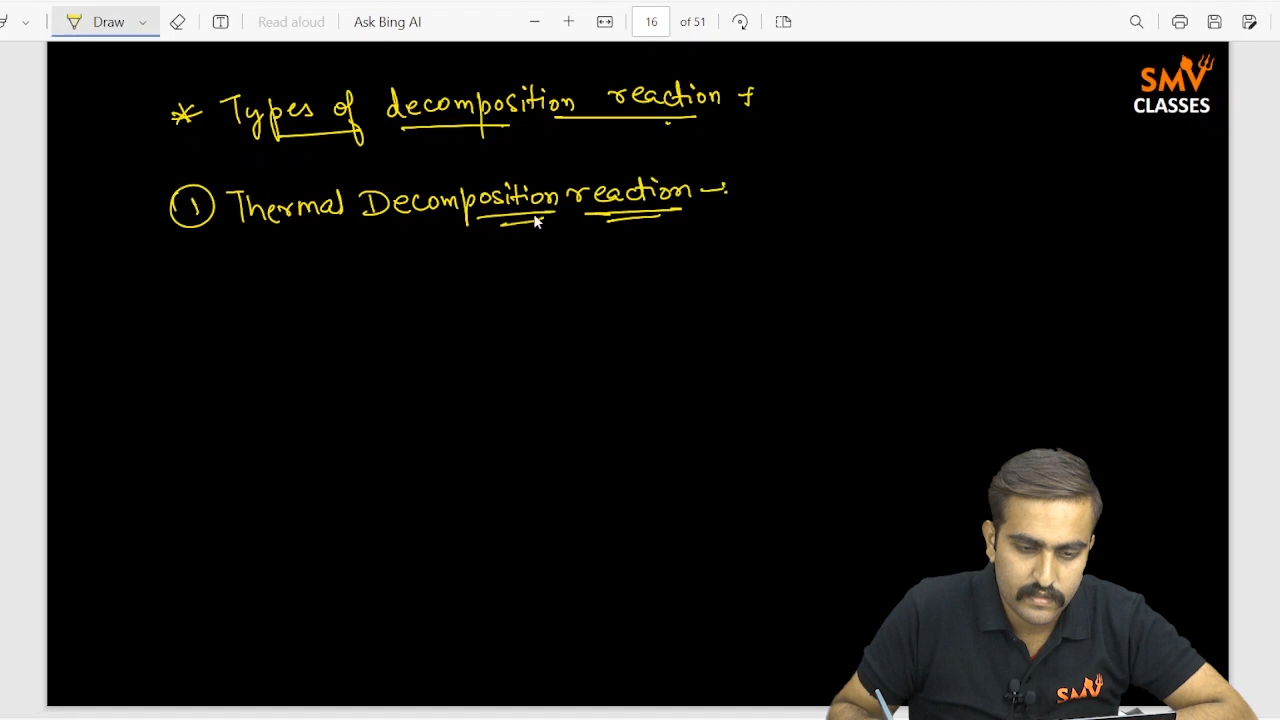 Draw
Read aloud
Ask Bing AI
16 of 51
SMV
CLASSES
* Types of decomposition reaction :
① Thermal Decomposition reaction →
SMV